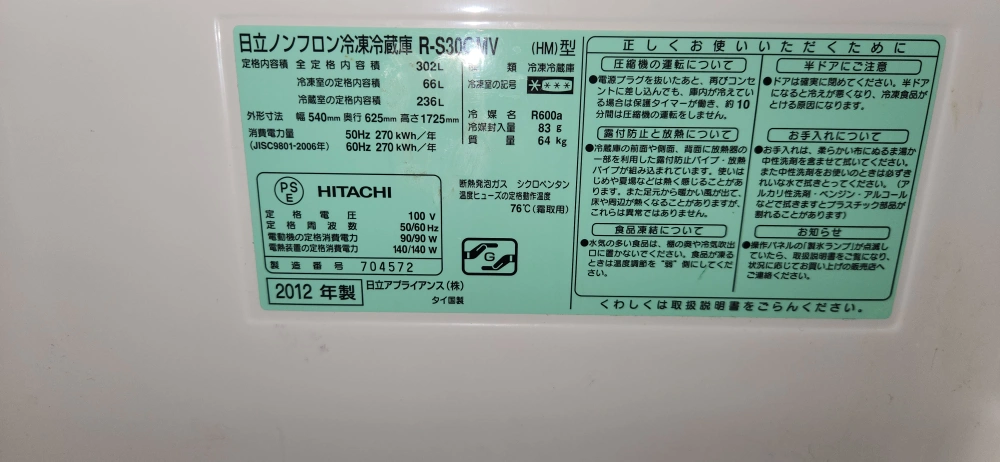 日立ノンフロン冷凍冷蔵庫 R-S300MV (HM)型
定格内容積 全定格内容積 302L
冷凍室の定格内容積 66L
冷蔵室の定格内容積 236L
外形寸法 幅540mm 奥行625mm 高さ1725mm
消費電力量 50Hz 270kWh/年
(JISC9801-2006年) 60Hz 270kWh/年
種類 冷凍冷蔵庫
冷凍室の記号 ****
冷媒名 R600a
冷媒封入量 83g
質量 64kg
断熱発泡ガス シクロペンタン
温度ヒューズの定格動作温度
76℃(霜取用)
PS
E
HITACHI
定格電圧 100V
定格周波数 50/60Hz
電動機の定格消費電力 90/90W
電熱装置の定格消費電力 140/140W
製造番号 704572
2012年製
日立アプライアンス(株)
タイ国製
G
正しくお使いいただくために
圧縮機の運転について
●電源プラグを抜いたあと、再びコンセ
ントに差し込んでも、庫内が冷えてい
る場合は保護タイマーが働き、約10
分間は圧縮機の運転をしません。
露付防止と放熱について
●冷蔵庫の前面や側面、背面に放熱器の
一部を利用した露付防止パイプ・放熱
パイプが組み込まれています。使いは
じめや夏場などは熱く感じることがあ
ります。また足元から暖かい風が出て、
床や周辺が熱くなることがありますが、
これらは異常ではありません。
食品凍結について
●水気の多い食品は、棚の奥や冷気吹出
口に置かないでください。食品が凍る
ときは温度調節を"弱"側にしてくださ
い。
半ドアにご注意
●ドアは確実に閉めてください。半ドア
になると冷えが悪くなり、冷凍食品が
とける原因になります。
お手入れについて
●お手入れは、柔らかい布にぬるま湯か
中性洗剤を含ませて拭いてください。
また中性洗剤をお使いのときは必ずき
れいな水で拭きとってください。(ア
ルカリ性洗剤・ベンジン・アルコール
などで拭きますとプラスチック部品が
割れることがあります)
お知らせ
●操作パネルの「製氷ランプ」が点滅し
ていたら、取扱説明書をご覧になり、
状況に応じてお買い上げの販売店へ
ご連絡ください。
くわしくは取扱説明書をごらんください。